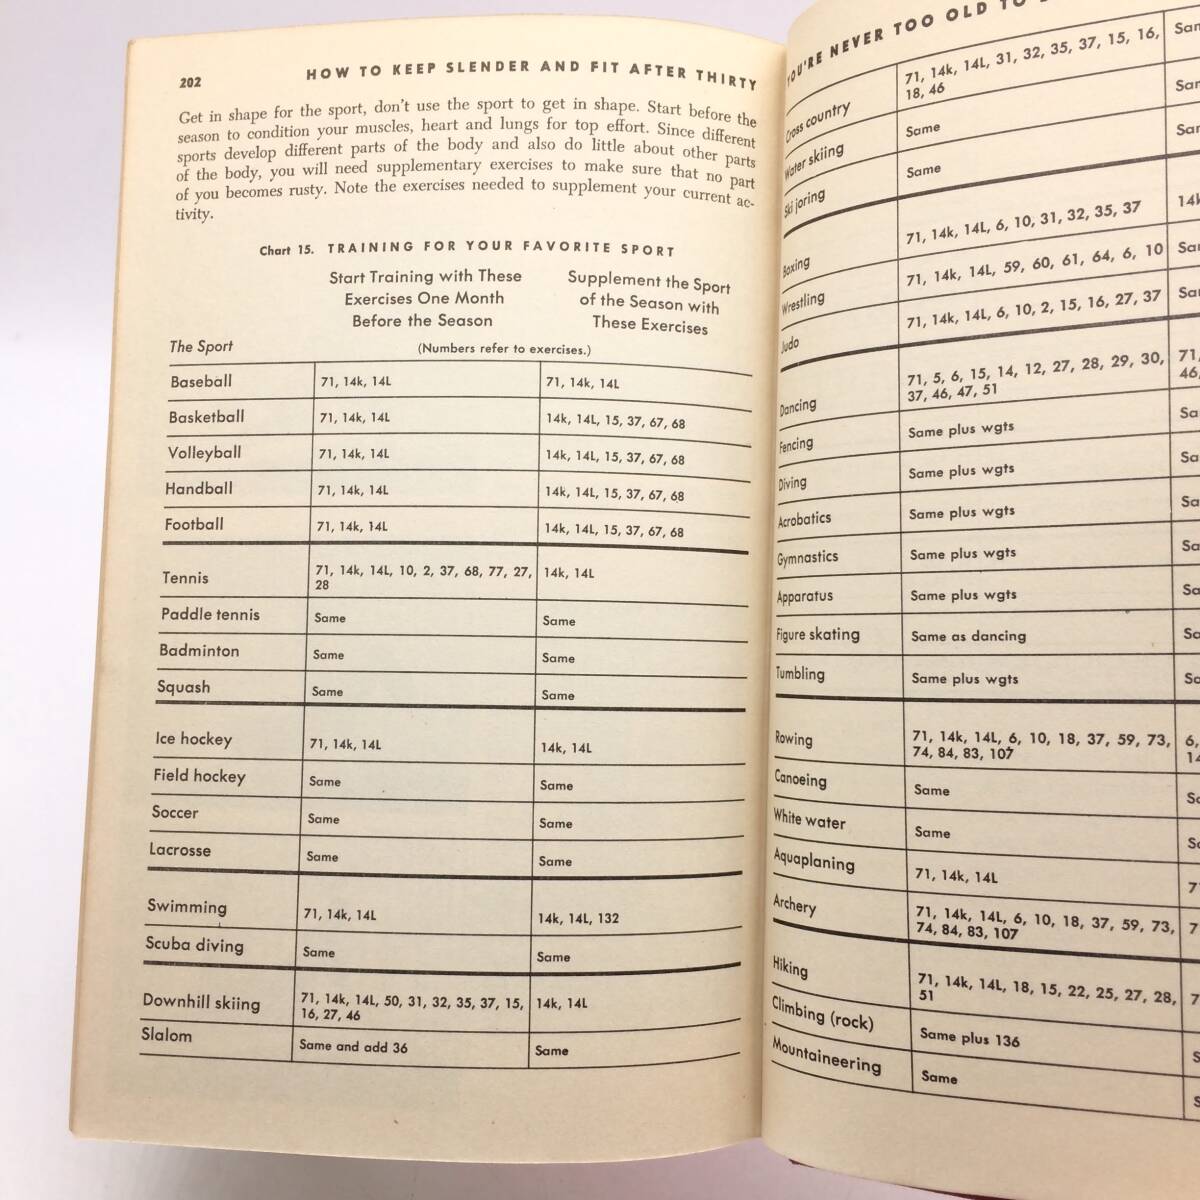 202
HOW TO KEEP SLENDER AND FIT AFTER THIRTY
Get in shape for the sport, don't use the sport to get in shape. Start before the
season to condition your muscles, heart and lungs for top effort. Since different
sports develop different parts of the body and also do little about other parts
of the body, you will need supplementary exercises to make sure that no part
of you becomes rusty. Note the exercises needed to supplement your current ac-
tivity.
Chart 15. TRAINING FOR YOUR FAVORITE SPORT
Start Training with These
Exercises One Month
Before the Season
Supplement the Sport
of the Season with
These Exercises
The Sport
(Numbers refer to exercises.)
Baseball 71, 14k, 14L 71, 14k, 14L
Basketball 71, 14k, 14L 14k, 14L, 15, 37, 67, 68
Volleyball 71, 14k, 14L 14k, 14L, 15, 37, 67, 68
Handball 71, 14k, 14L 14k, 14L, 15, 37, 67, 68
Football 71, 14k, 14L 14k, 14L, 15, 37, 67, 68
Tennis 71, 14k, 14L, 10, 2, 37, 68, 77, 27, 14k, 14L
28
Paddle tennis Same Same
Badminton Same Same
Squash Same Same
Ice hockey 71, 14k, 14L 14k, 14L
Field hockey Same Same
Soccer Same Same
Lacrosse Same Same
Swimming 71, 14k, 14L 14k, 14L, 132
Scuba diving Same Same
Downhill skiing 71, 14k, 14L, 50, 31, 32, 35, 37, 15, 14k, 14L
16, 27, 46
Slalom Same and add 36 Same
YOU'RE NEVER TOO OLD TO
Cross country 71, 14k, 14L, 31, 32, 35, 37, 15, 16,
18, 46
Water skiing Same
Ski joring Same
Boxing 71, 14k, 14L, 6, 10, 31, 32, 35, 37
Wrestling 71, 14k, 14L, 59, 60, 61, 64, 6, 10
Judo 71, 14k, 14L, 6, 10, 2, 15, 16, 27, 37
Dancing 71, 5, 6, 15, 14, 12, 27, 28, 29, 30, 71,
37, 46, 47, 51 46,
Fencing Same plus wgts
Diving Same plus wgts
Acrobatics Same plus wgts
Gymnastics Same plus wgts
Apparatus Same plus wgts
Figure skating Same as dancing
Tumbling Same plus wgts
Rowing 71, 14k, 14L, 6, 10, 18, 37, 59, 73, 6,
74, 84, 83, 107
Canoeing Same
White water Same
Aquaplaning 71, 14k, 14L
Archery 71, 14k, 14L, 6, 10, 18, 37, 59, 73,
74, 84, 83, 107
Hiking 71, 14k, 14L, 18, 15, 22, 25, 27, 28,
51
Climbing (rock) Same plus 136
Mountaineering Same